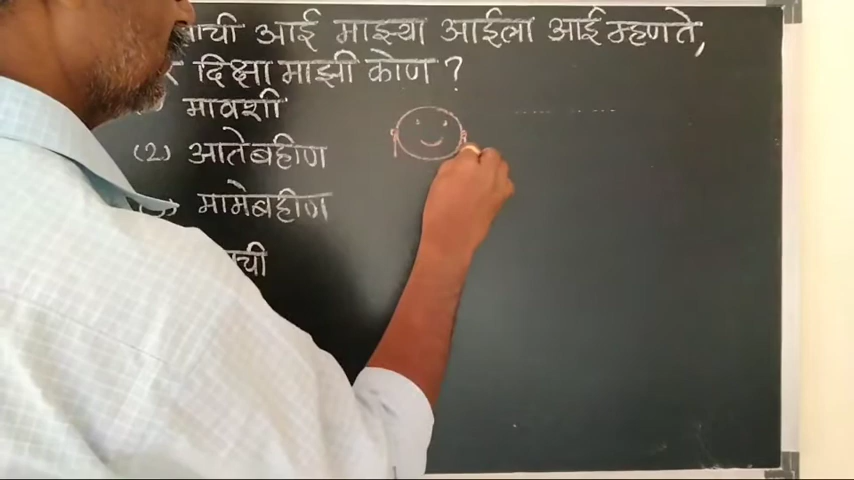 आई माझ्या आईला आई म्हणते,
दिक्षा माझी कोण ?
मावशी
(2) आतेबहीण
मामेबहीण